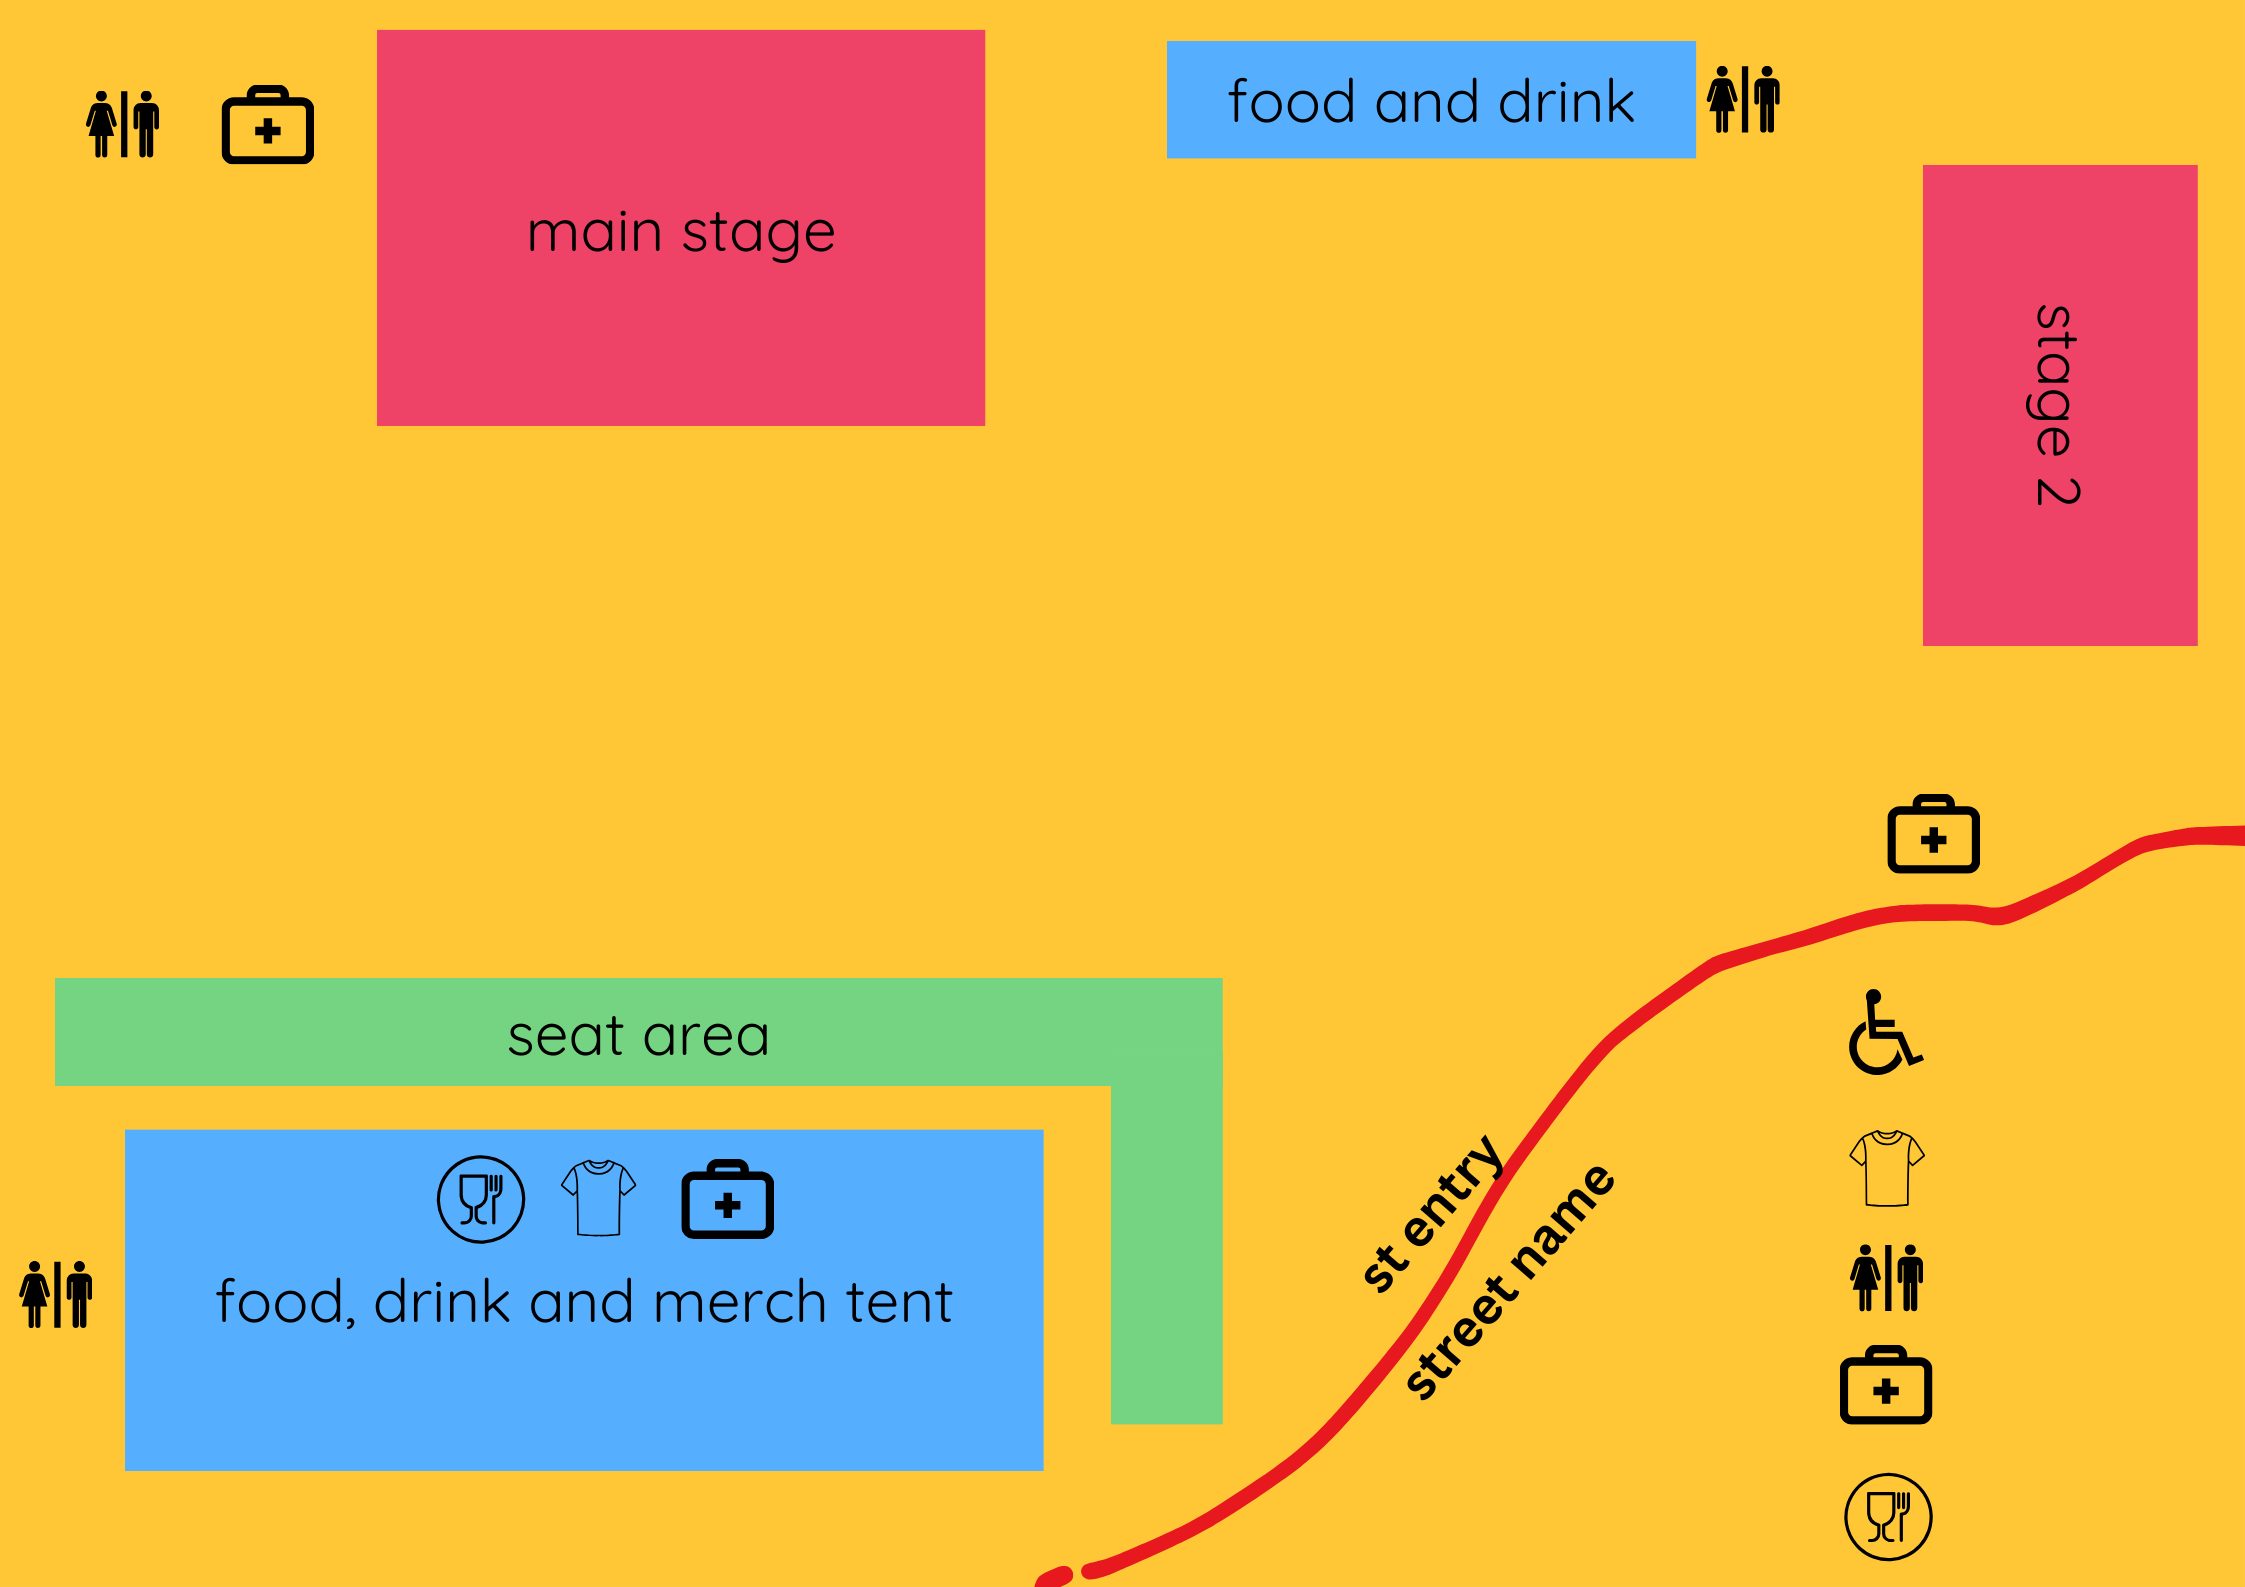 main stage
food and drink
stage 2
seat area
food, drink and merch tent
st entry
street name